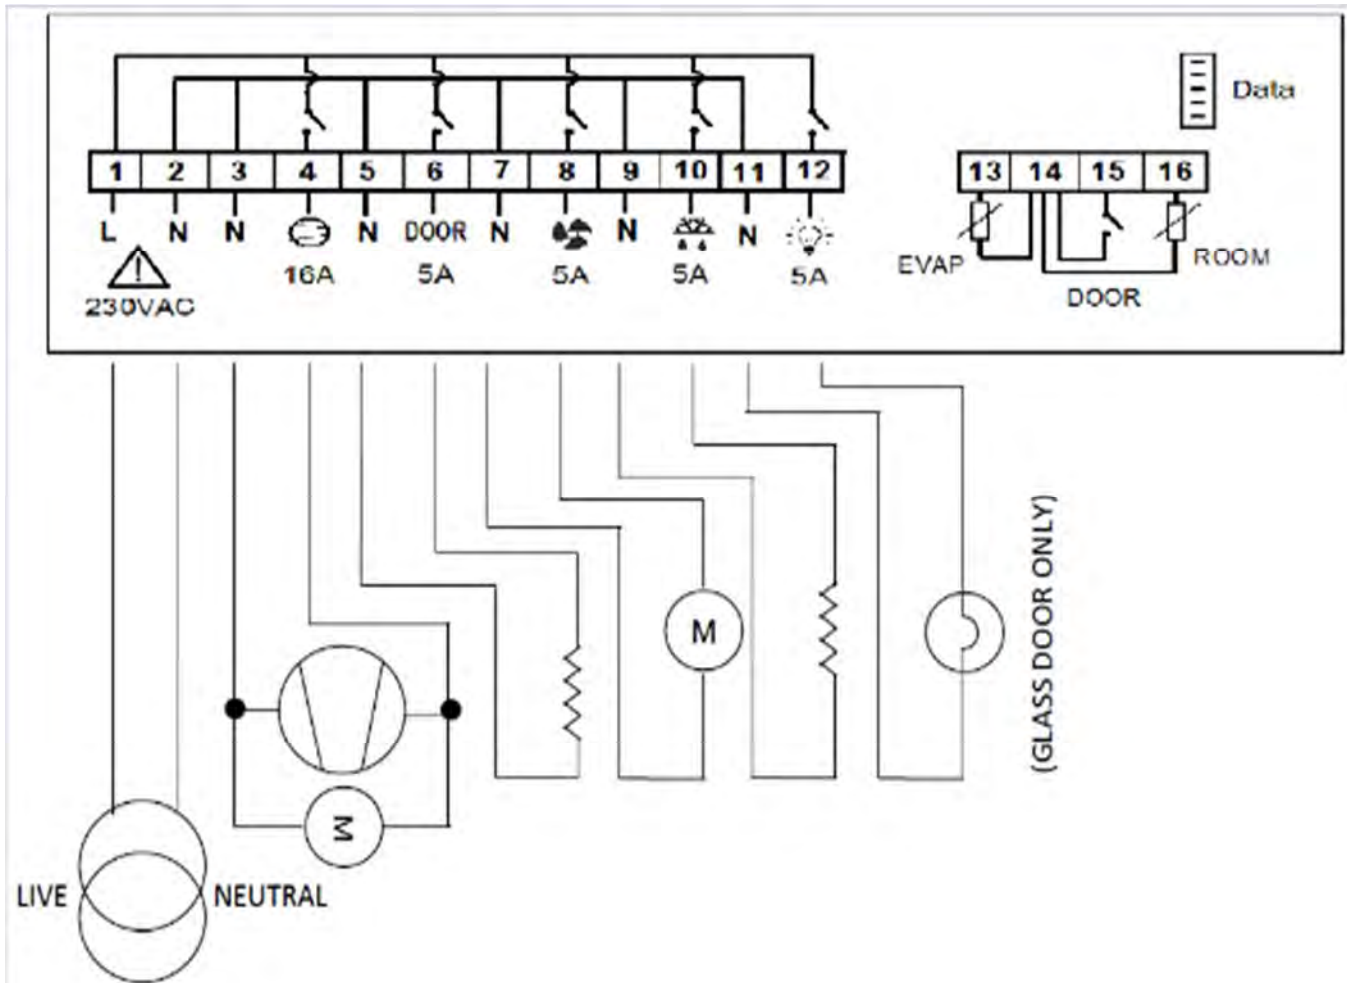 Data
1 2 3 4 5 6 7 8 9 10 11 12
13 14 15 16
L N N N DOOR N N N
16A 5A 5A 5A 5A
230VAC
EVAP
ROOM
DOOR
M
M
LIVE NEUTRAL
(GLASS DOOR ONLY)